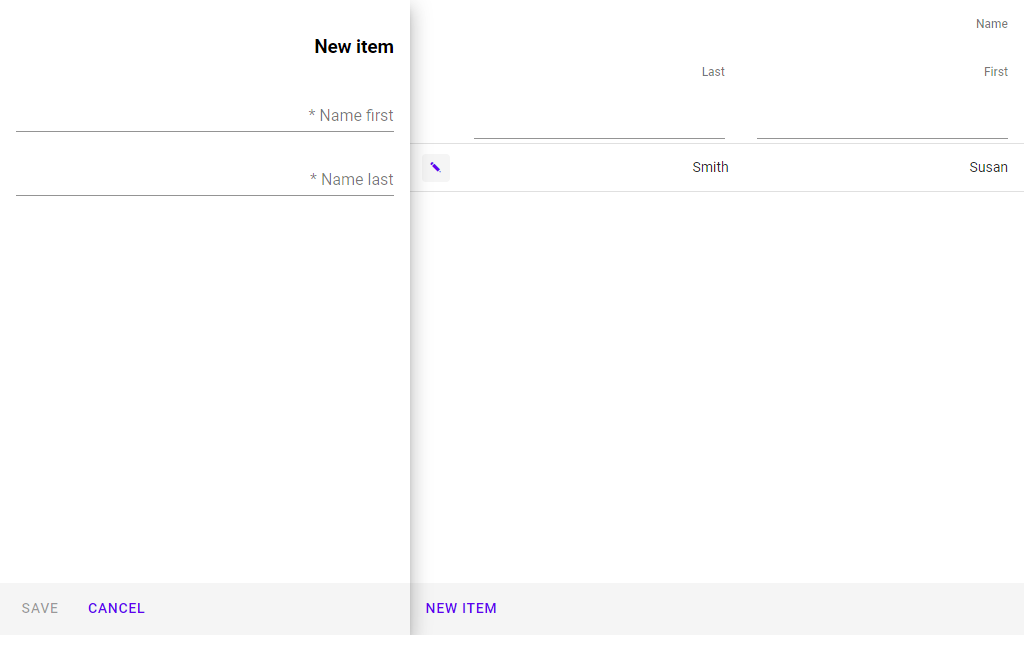 New item
* Name first
* Name last
SAVE
CANCEL
Name
First
Last
Susan
Smith
NEW ITEM